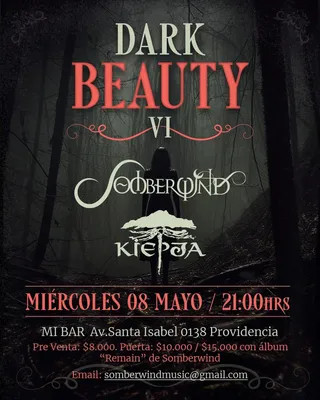 DARK
BEAUTY
VI
SOMBERWIND
KIEPJA
MIÉRCOLES 08 MAYO / 21:00HRS
MI BAR Av.Santa Isabel 0138 Providencia
Pre Venta: $8.000. Puerta: $10.000 / $15.000 con álbum
“Remain” de Somberwind
Email: somberwindmusic@gmail.com